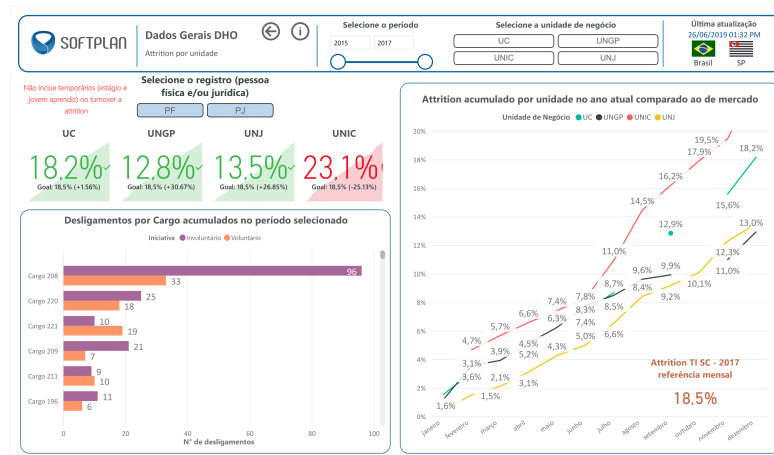 SOFTPLAN
Dados Gerais DHO
Attrition por unidade
Selecione o período
2015
2017
Selecione a unidade de negócio
UC
UNGP
UNIC
UNJ
Última atualização
26/06/2019 01:32 PM
Brasil
SP
Não inclue temporários (estágio e
jovem aprendiz) no turnover a
attrition
Selecione o registro (pessoa
física e/ou jurídica)
PF
PJ
UC
UNGP
UNJ
UNIC
18,2%
12,8%
13,5%
23,1%!
Goal: 18,5% (+1.56%)
Goal: 18,5% (+30.67%)
Goal: 18,5% (+26.85%)
Goal: 18,5% (-25.13%)
Desligamentos por Cargo acumulados no período selecionado
Iniciativa Involuntário Voluntário
Cargo 208
96
33
Cargo 220
25
18
Cargo 221
10
19
Cargo 209
21
7
Cargo 211
9
10
Cargo 196
11
6
0
20
40
60
80
100
N° de desligamentos
Attrition acumulado por unidade no ano atual comparado ao de mercado
Unidade de Negócio UC UNGP UNIC UNJ
20%
18%
16%
14%
12%
10%
8%
6%
4%
2%
0%
19,5%
17,9%
18,2%
16,2%
15,6%
14,5%
12,9%
13,0%
12,3%
11,0%
11,0%
10,1%
9,6%
9,9%
9,2%
8,7%
8,4%
8,5%
7,8%
8,3%
7,4%
7,4%
6,6%
6,6%
6,3%
5,7%
5,2%
5,0%
4,7%
4,5%
4,3%
3,9%
3,6%
3,1%
3,1%
2,1%
1,5%
1,6%
janeiro
fevereiro
março
abril
maio
junho
julho
agosto
setembro
outubro
novembro
dezembro
Attrition TI SC - 2017
referência mensal
18,5%